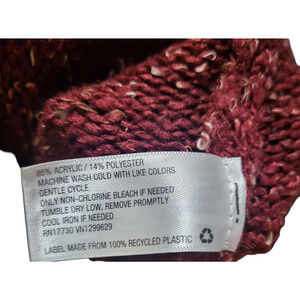 86% ACRYLIC / 14% POLYESTER
MACHINE WASH COLD WITH LIKE COLORS
GENTLE CYCLE
ONLY NON-CHLORINE BLEACH IF NEEDED
TUMBLE DRY LOW, REMOVE PROMPTLY
COOL IRON IF NEEDED
RN17730 VN1299629
LABEL MADE FROM 100% RECYCLED PLASTIC